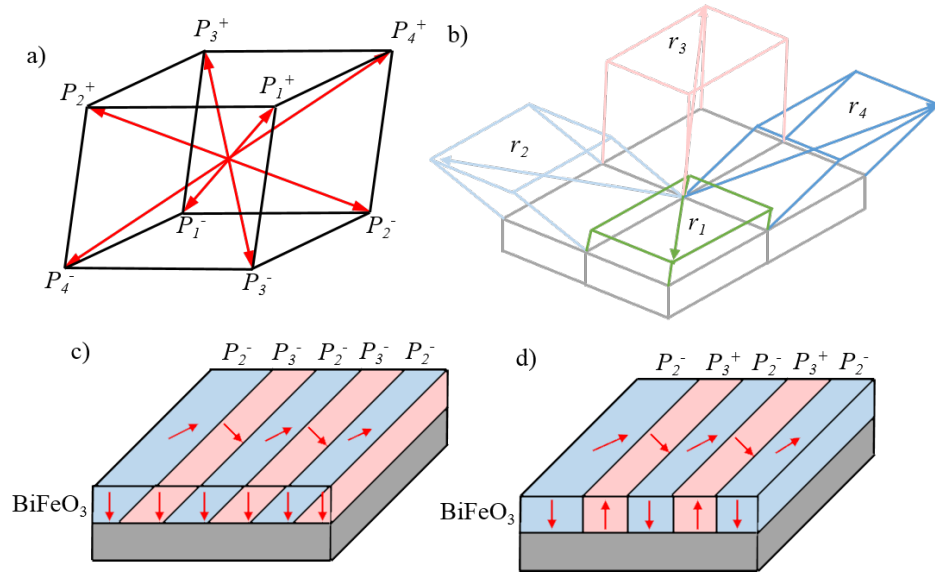 a)
P₃⁺
P₄⁺
P₂⁺
P₁⁺
P₁⁻
P₂⁻
P₄⁻
P₃⁻
b)
r₃
r₂
r₄
r₁
c)
P₂⁻ P₃⁻ P₂⁻ P₃⁻ P₂⁻
BiFeO₃
d)
P₂⁻ P₃⁺ P₂⁻ P₃⁺ P₂⁻
BiFeO₃